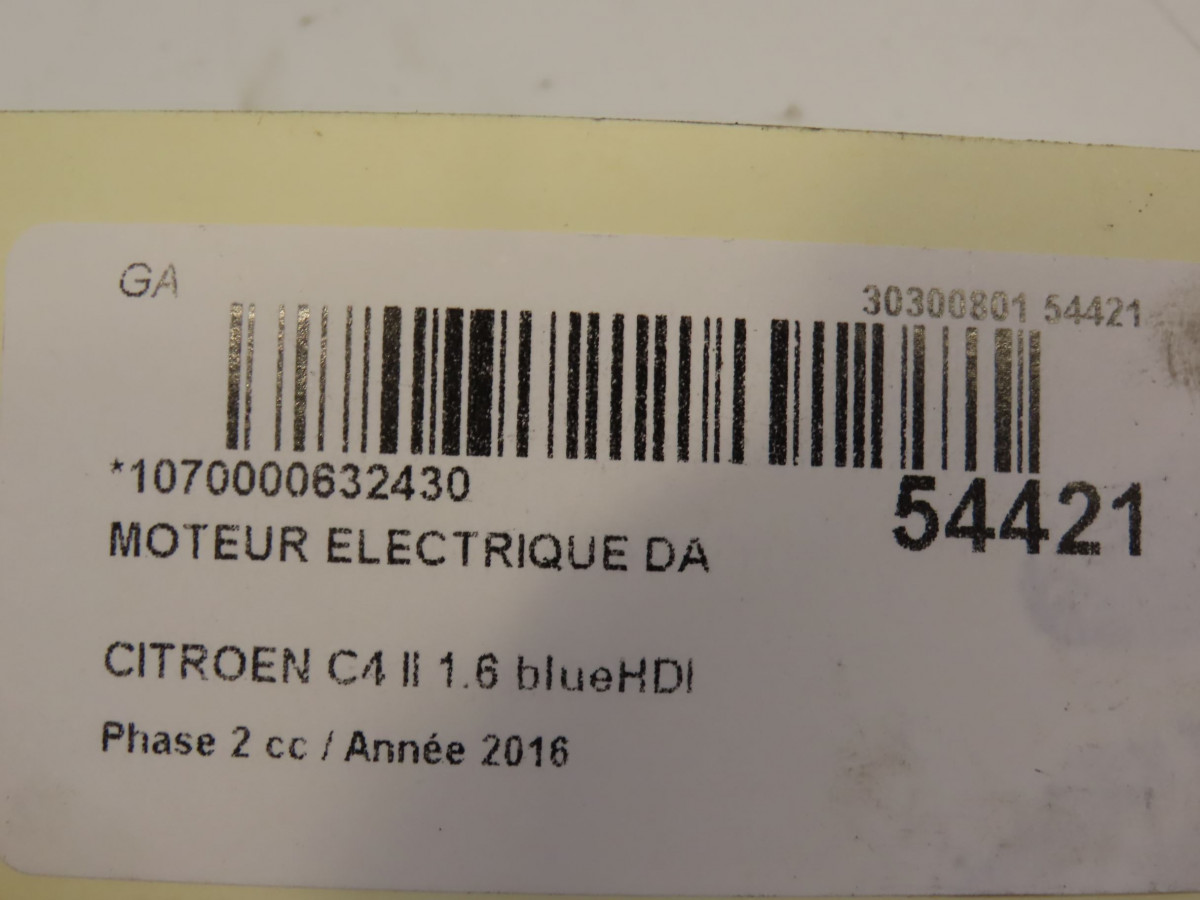 GA
30300801 54421
*1070000632430
54421
MOTEUR ELECTRIQUE DA
CITROEN C4 II 1.6 blueHDI
Phase 2 cc / Année 2016